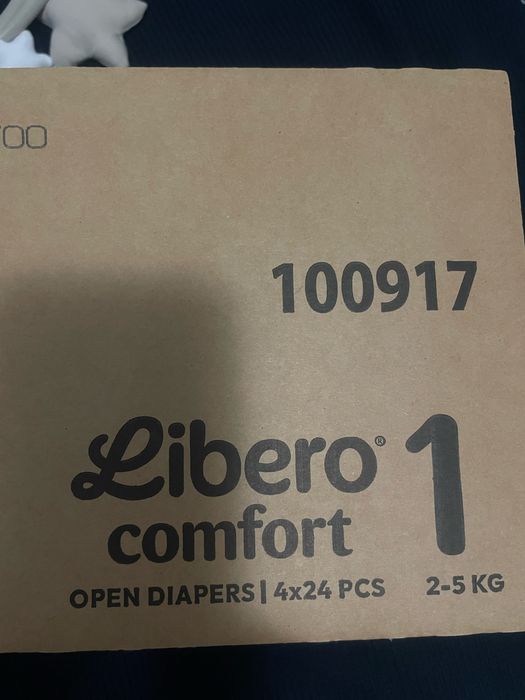 100917
Libero® 1
comfort
OPEN DIAPERS | 4x24 PCS 2-5 KG